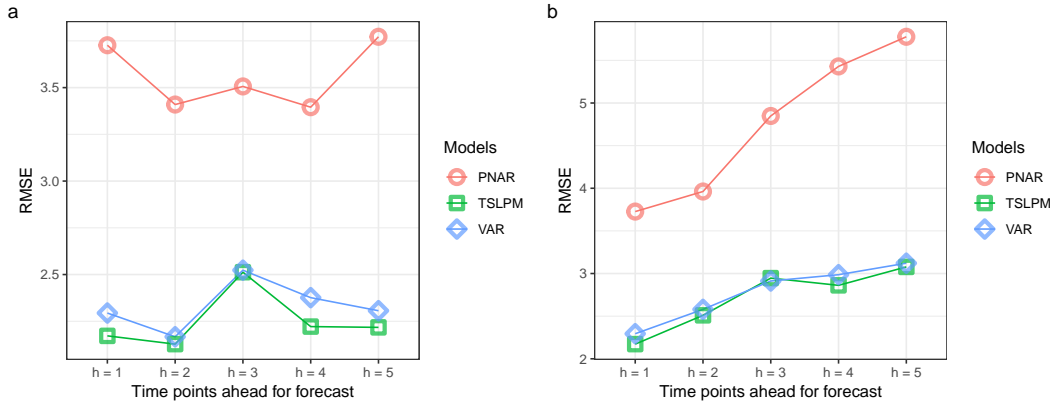 a
RMSE
3.5
3.0
2.5
h = 1
h = 2
h = 3
h = 4
h = 5
Time points ahead for forecast
Models
PNAR
TSLPM
VAR
b
RMSE
5
4
3
2
h = 1
h = 2
h = 3
h = 4
h = 5
Time points ahead for forecast
Models
PNAR
TSLPM
VAR